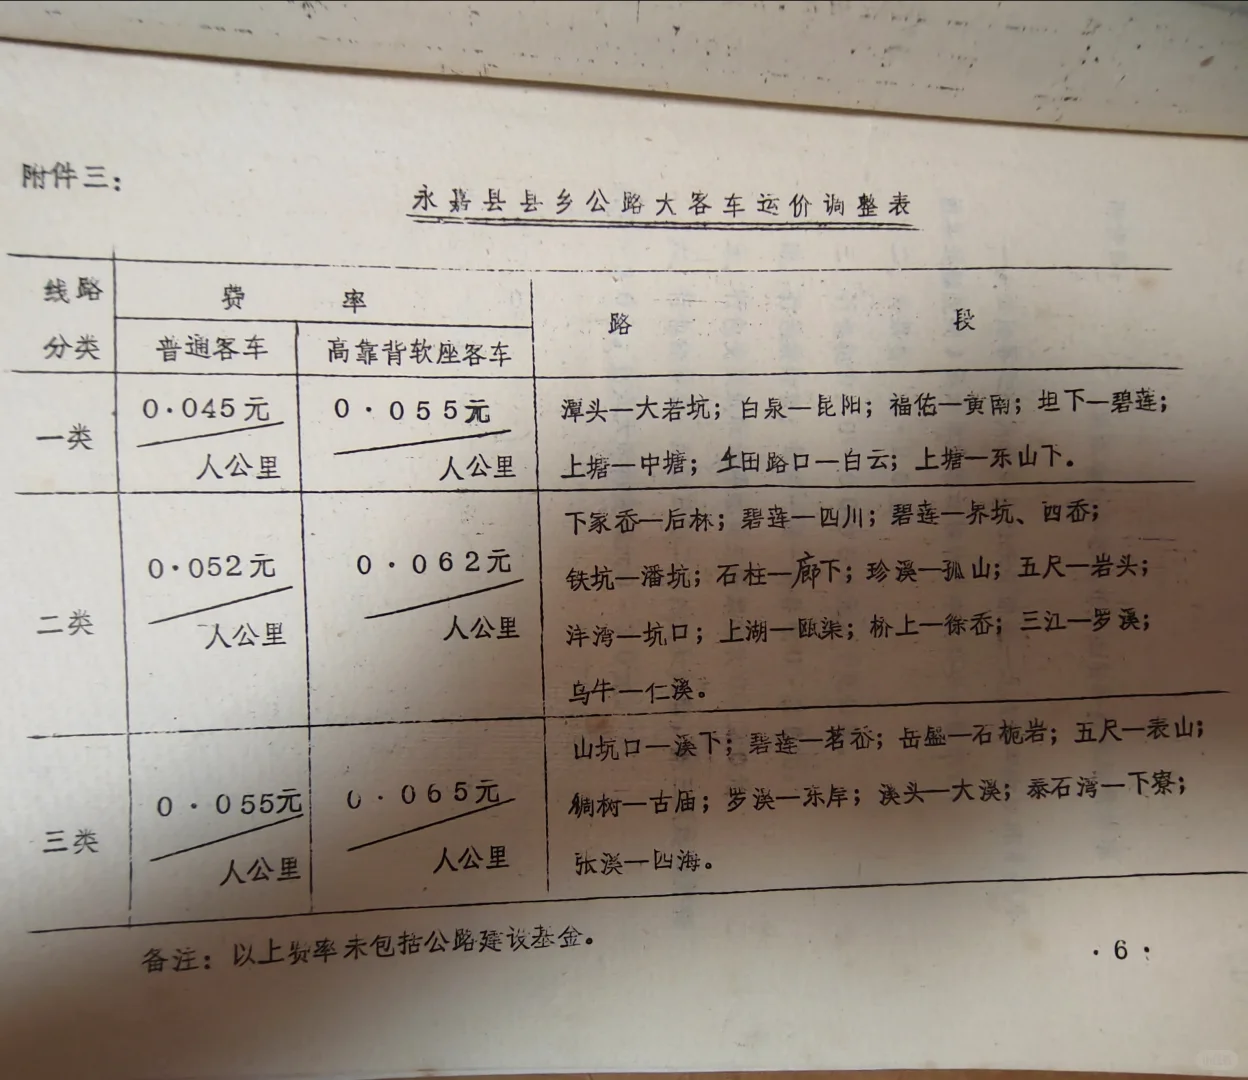 附件三：
永嘉县县乡公路大客车运价调整表
线路 费 率 路 段
分类 普通客车 高靠背软座客车
一类 0·045元/人公里 0·055元/人公里 潭头—大若坑；白泉—昆阳；福佑—黄南；坦下—碧莲；
上塘—中塘；土田路口—白云；上塘—东山下。
二类 0·052元/人公里 0·062元/人公里 下家岙—后林；碧莲—四川；碧莲—界坑、西岙；
铁坑—潘坑；石柱—廊下；珍溪—孤山；五尺—岩头；
沣湾—坑口；上湖—瓯渠；桥上—徐岙；三江—罗溪；
乌牛—仁溪。
三类 0·055元/人公里 0·065元/人公里 山坑口—溪下；碧莲—茗岙；岳盛—石桅岩；五尺—表山；
树—古庙；罗溪—东岸；溪头—大溪；泰石湾—下寮；
张溪—四海。
备注：以上费率未包括公路建设基金。
·6·